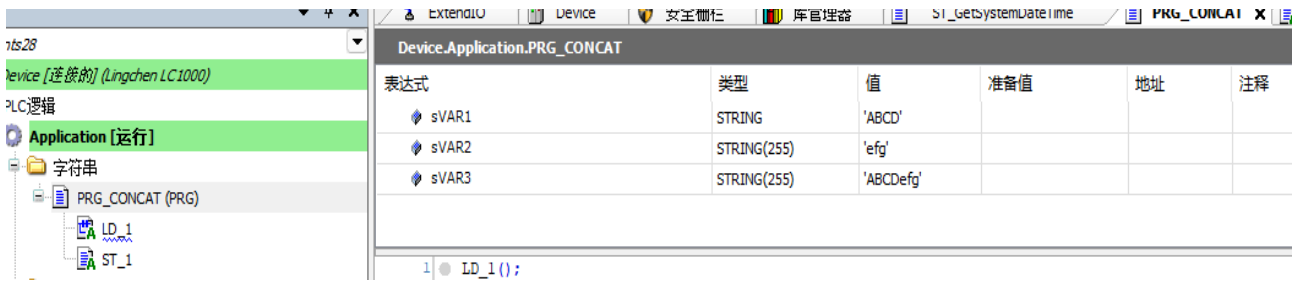 ExtendIO Device 安全栅栏 库管理器 ST_GetSystemDateTime PRG_CONCAT X
nts28
Device [连接的] (Lingchen LC1000)
PLC逻辑
Application [运行]
字符串
PRG_CONCAT (PRG)
LD_1
ST_1
Device.Application.PRG_CONCAT
表达式 类型 值 准备值 地址 注释
sVAR1 STRING 'ABCD'
sVAR2 STRING(255) 'efg'
sVAR3 STRING(255) 'ABCDefg'
1 LD_1();